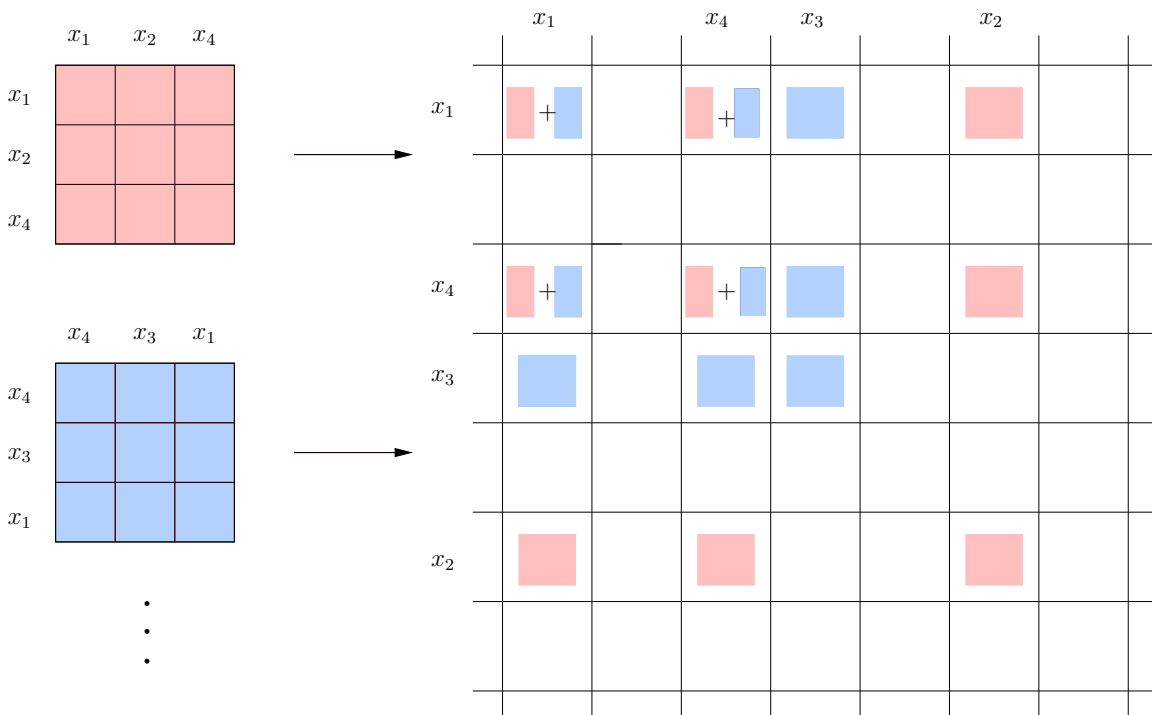 x₁ x₂ x₄
x₁
x₂
x₄
x₄ x₃ x₁
x₄
x₃
x₁
x₁ x₄ x₃ x₂
x₁ + +
x₄ + +
x₃
x₂